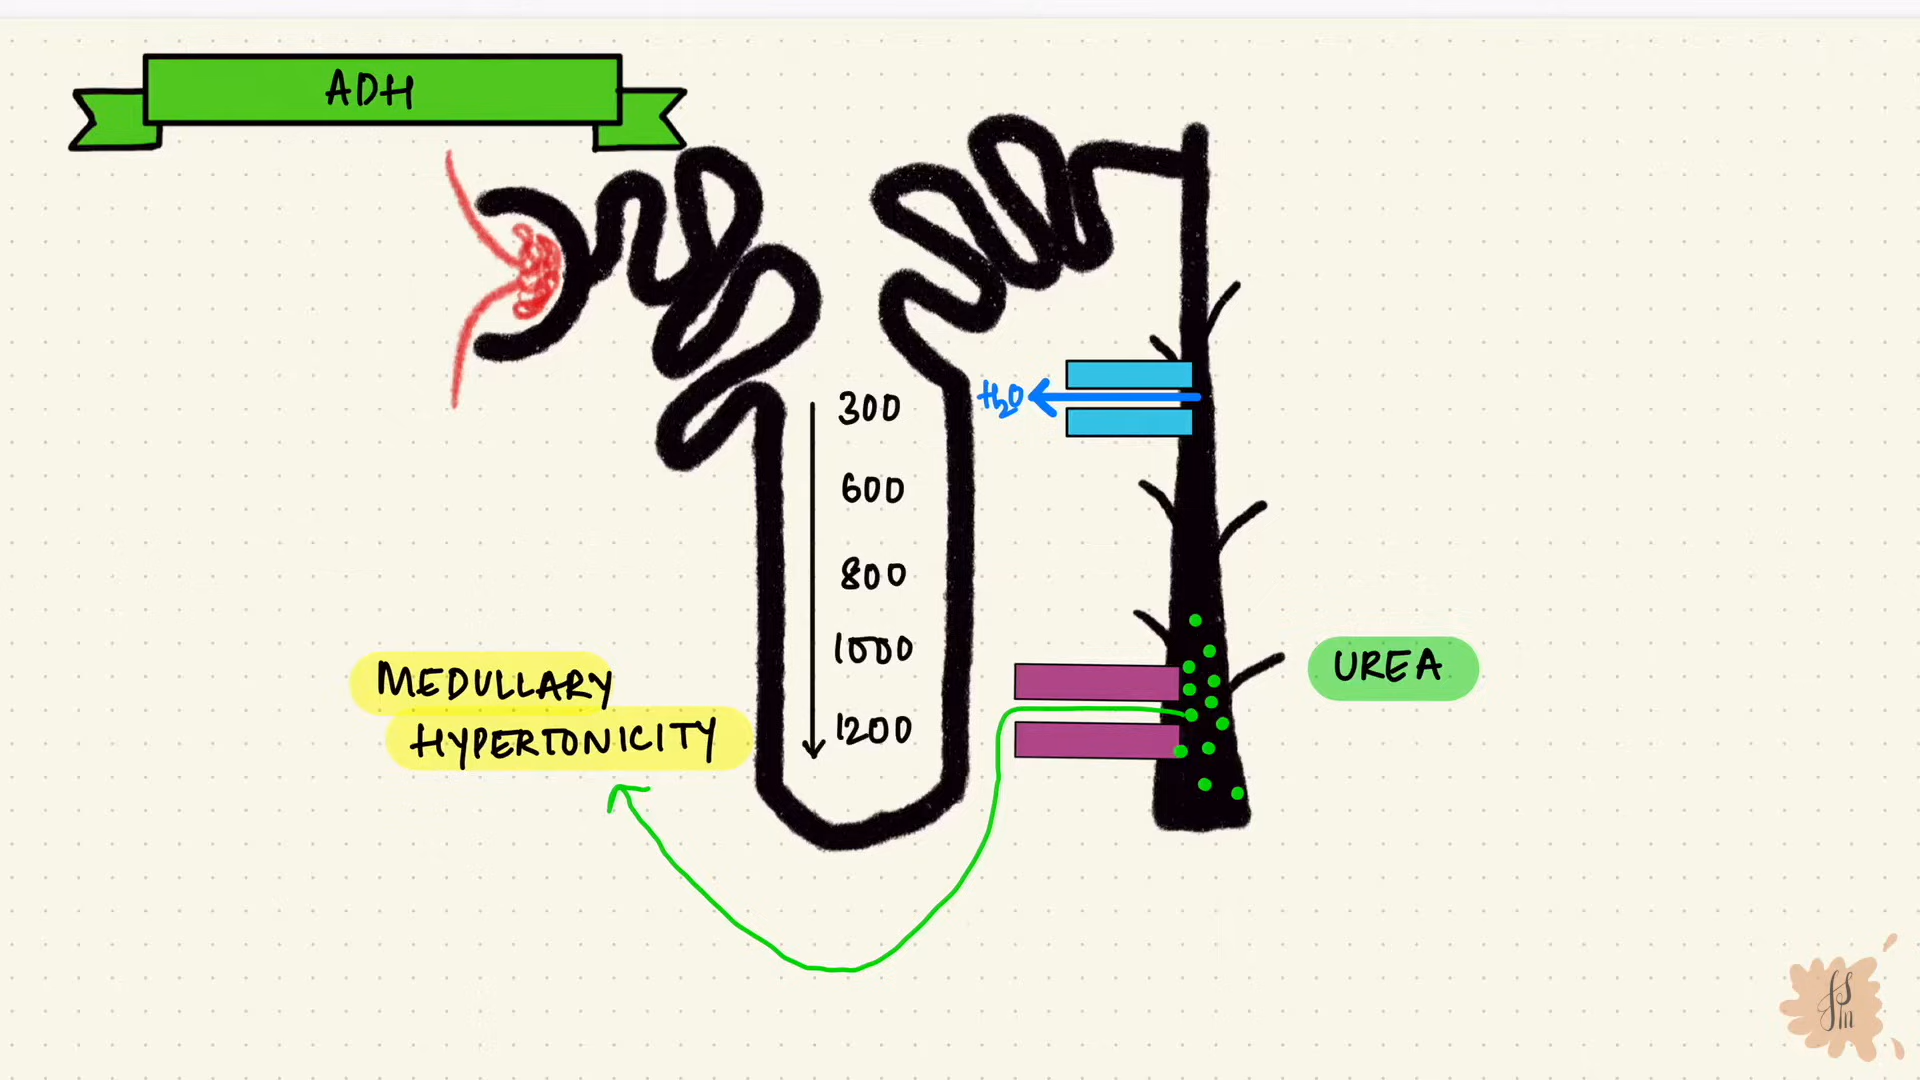 ADH
H₂O
300
600
800
1000
1200
MEDULLARY
HYPERTONICITY
UREA